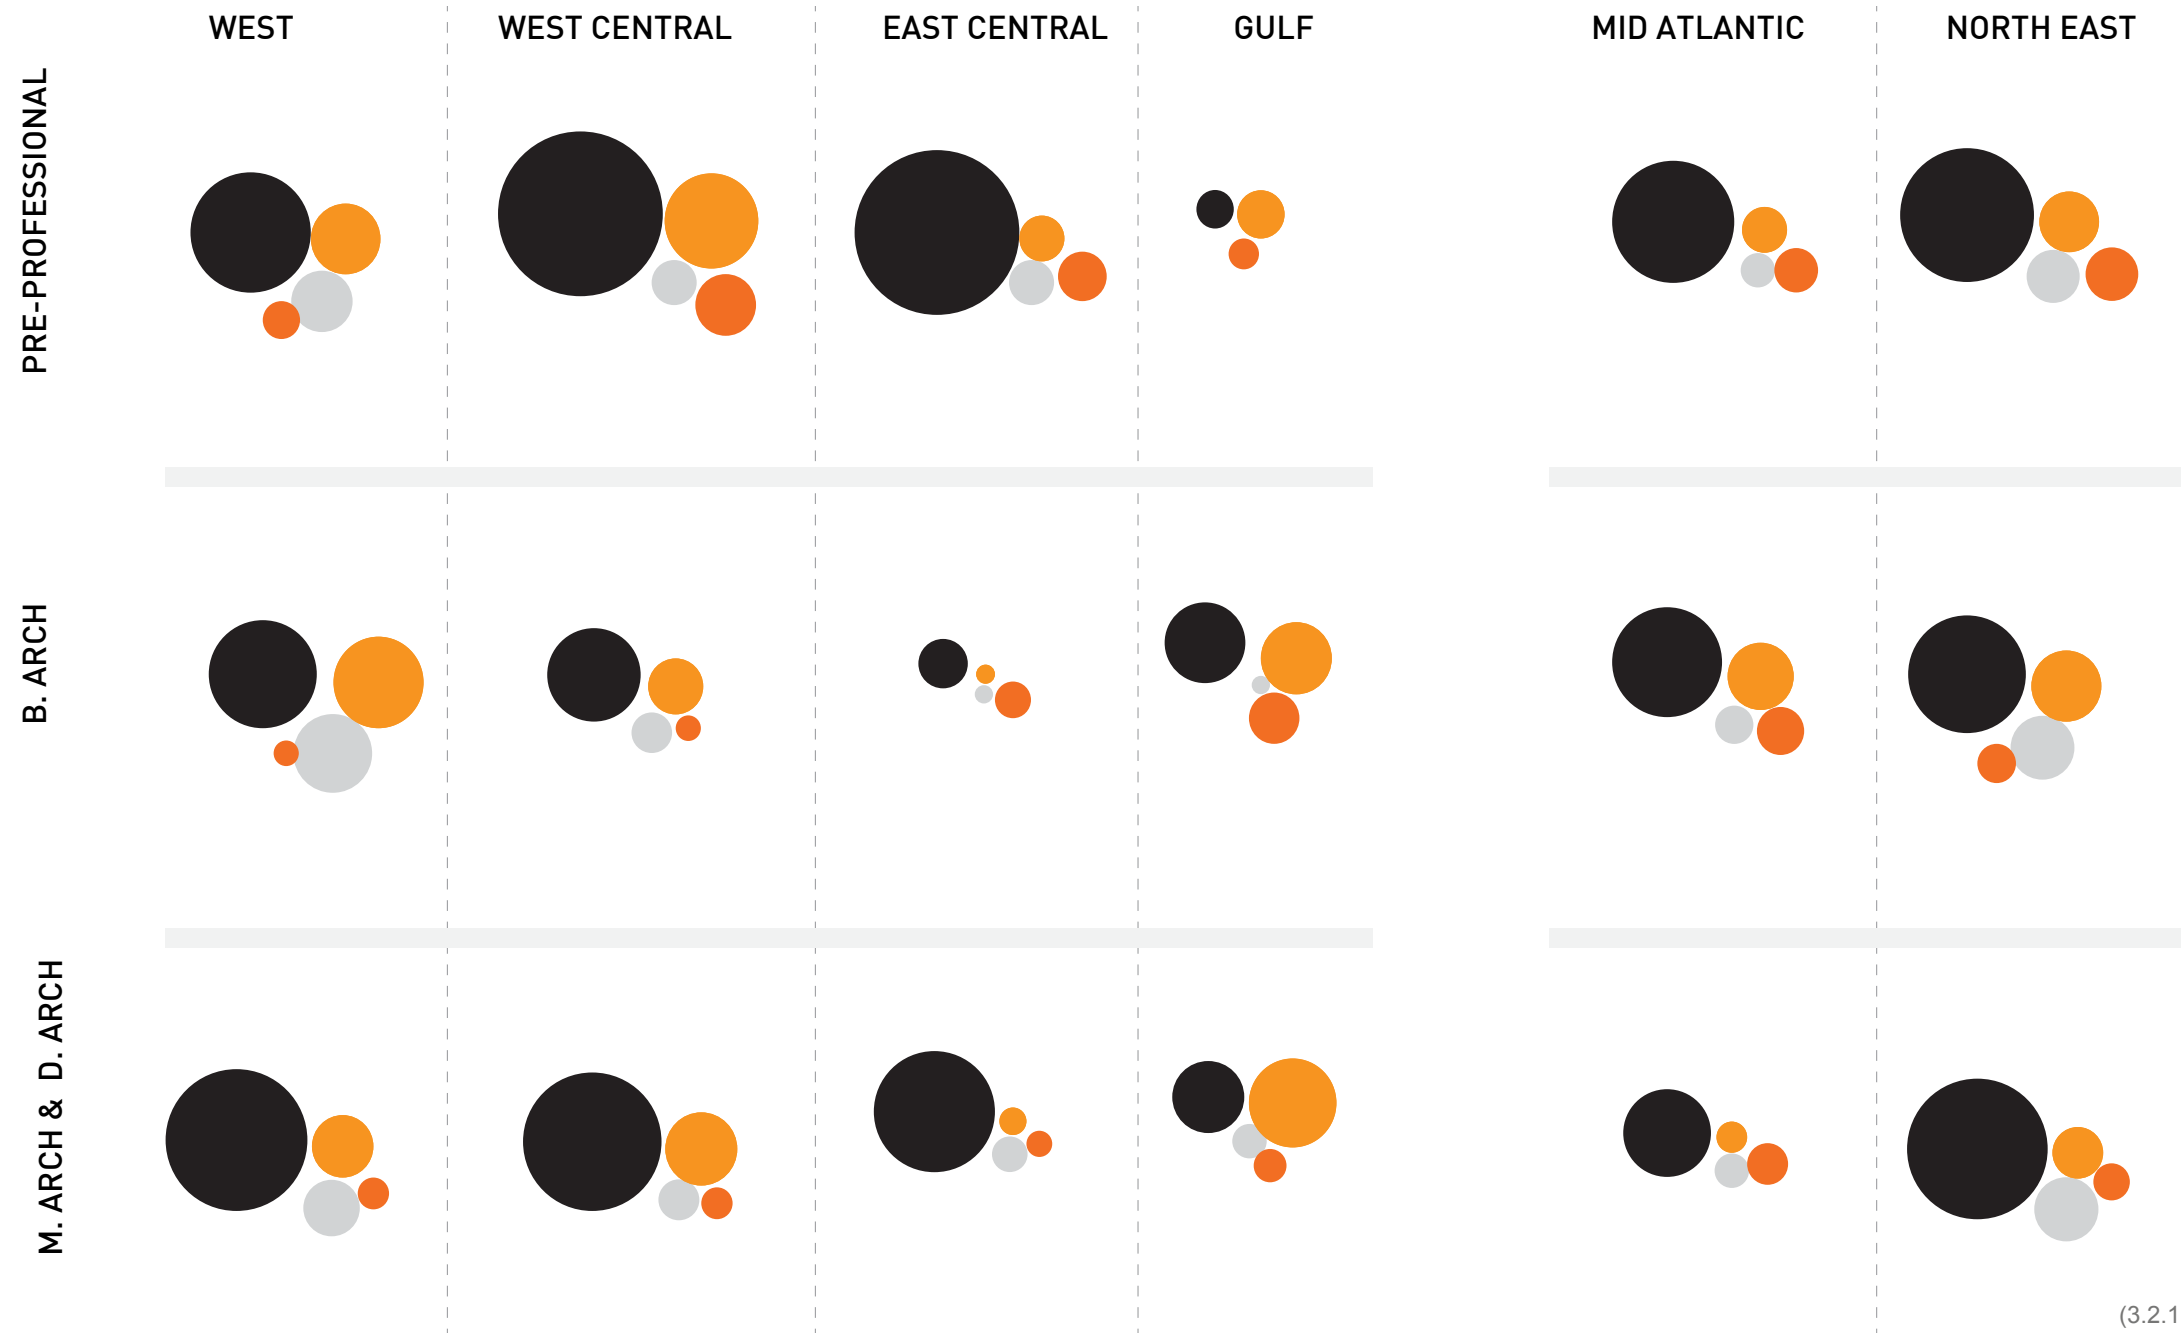 WEST
WEST CENTRAL
EAST CENTRAL
GULF
MID ATLANTIC
NORTH EAST
PRE-PROFESSIONAL
B. ARCH
M. ARCH & D. ARCH
(3.2.1